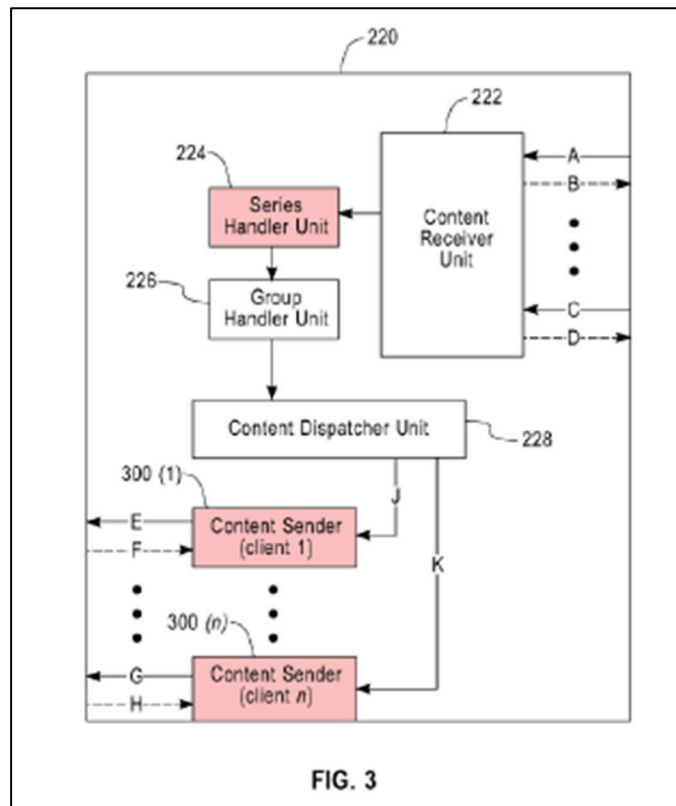 220
222
224
A
Series
Handler Unit
B
Content
Receiver
Unit
226
Group
Handler Unit
C
D
Content Dispatcher Unit
228
300 (1)
J
E
Content Sender
(client 1)
F
K
300 (n)
G
Content Sender
(client n)
H
FIG. 3